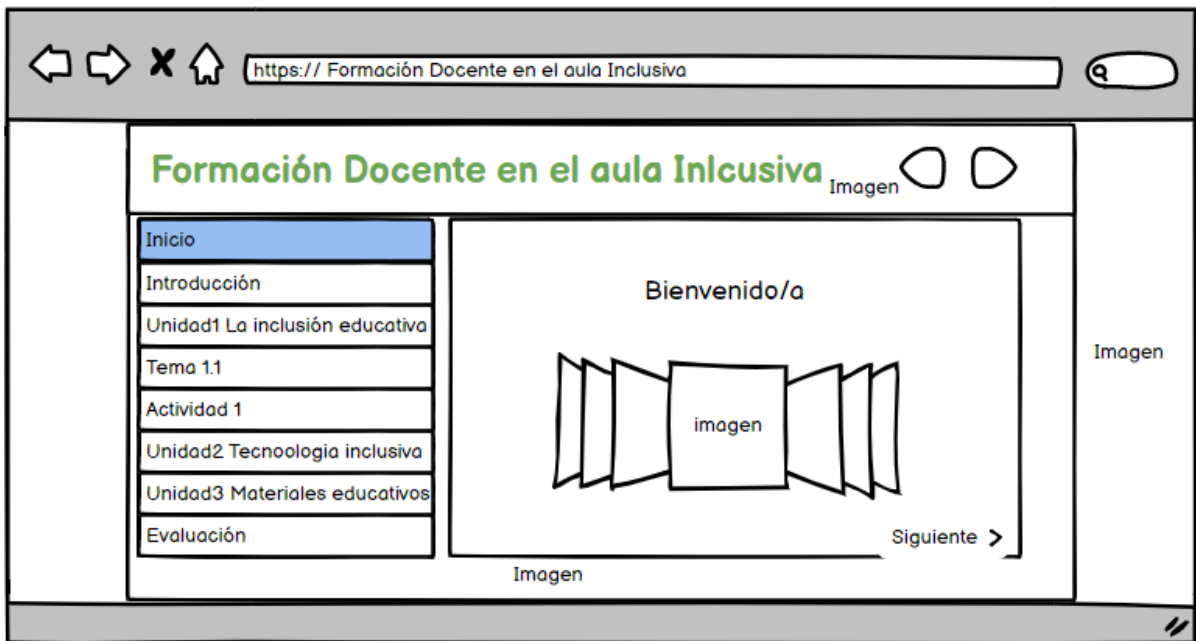 https:// Formación Docente en el aula Inclusiva
Formación Docente en el aula Inlcusiva
Imagen
Inicio
Introducción
Unidad1 La inclusión educativa
Tema 1.1
Actividad 1
Unidad2 Tecnoologia inclusiva
Unidad3 Materiales educativos
Evaluación
Bienvenido/a
imagen
Siguiente >
Imagen
Imagen